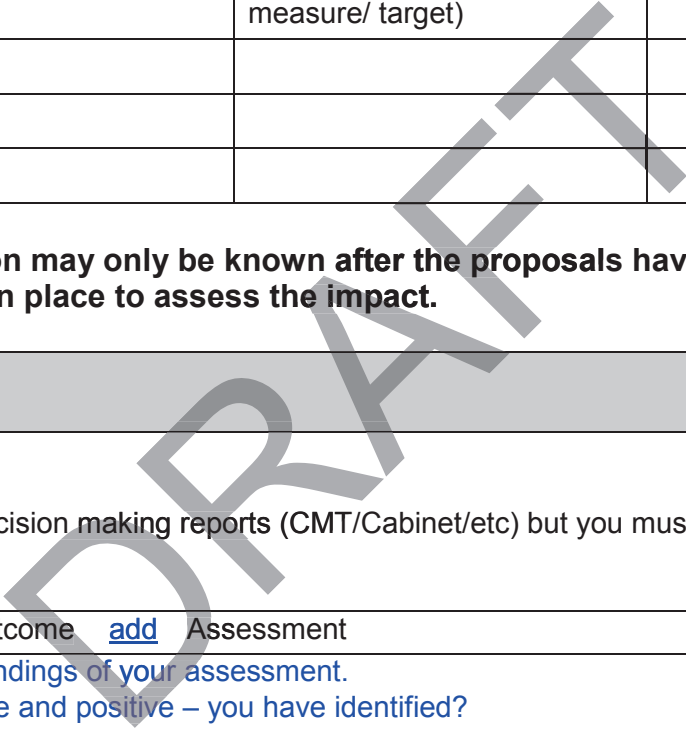 measure/ target)
on may only be known after the proposals hav
n place to assess the impact.
cision making reports (CMT/Cabinet/etc) but you mus
tcome add Assessment
ndings of your assessment.
e and positive – you have identified?
DRAFT